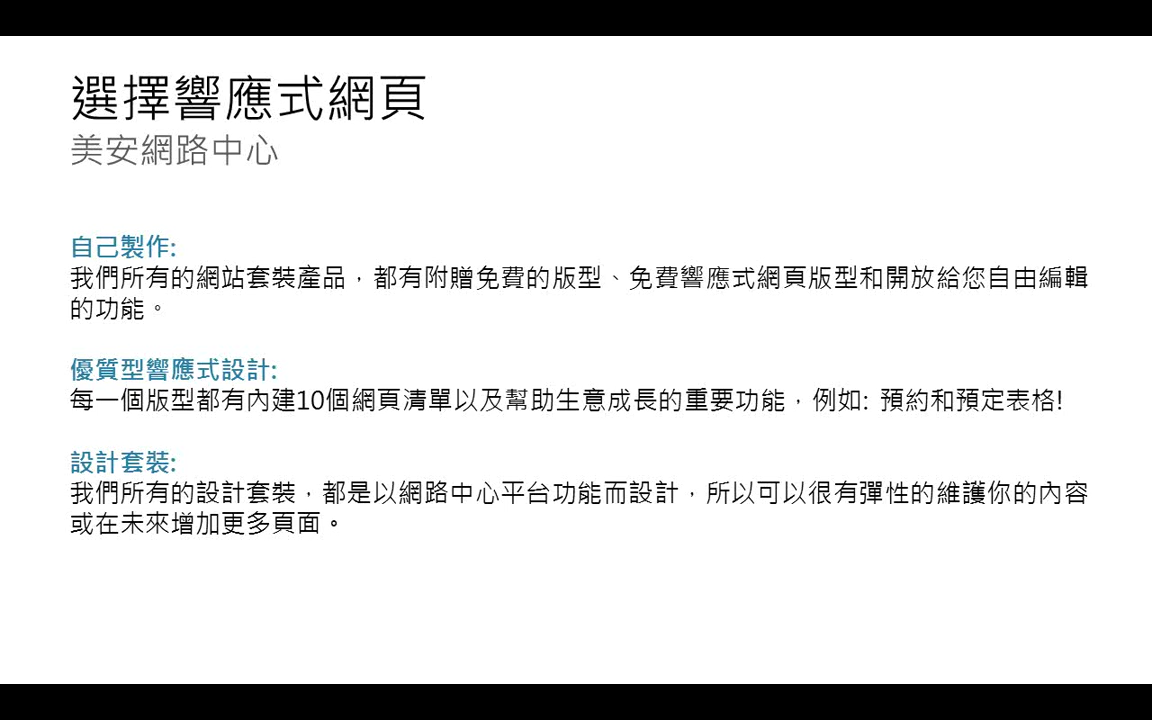 選擇響應式網頁
美安網路中心
自己製作:
我們所有的網站套裝產品，都有附贈免費的版型、免費響應式網頁版型和開放給您自由編輯
的功能。
優質型響應式設計:
每一個版型都有內建10個網頁清單以及幫助生意成長的重要功能，例如: 預約和預定表格!
設計套裝:
我們所有的設計套裝，都是以網路中心平台功能而設計，所以可以很有彈性的維護你的內容
或在未來增加更多頁面。